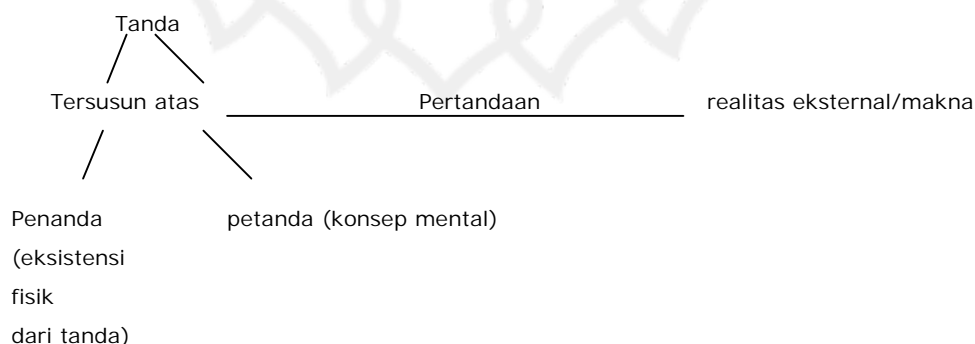 Tanda
Tersusun atas Pertandaan realitas eksternal/makna
Penanda petanda (konsep mental)
(eksistensi
fisik
dari tanda)